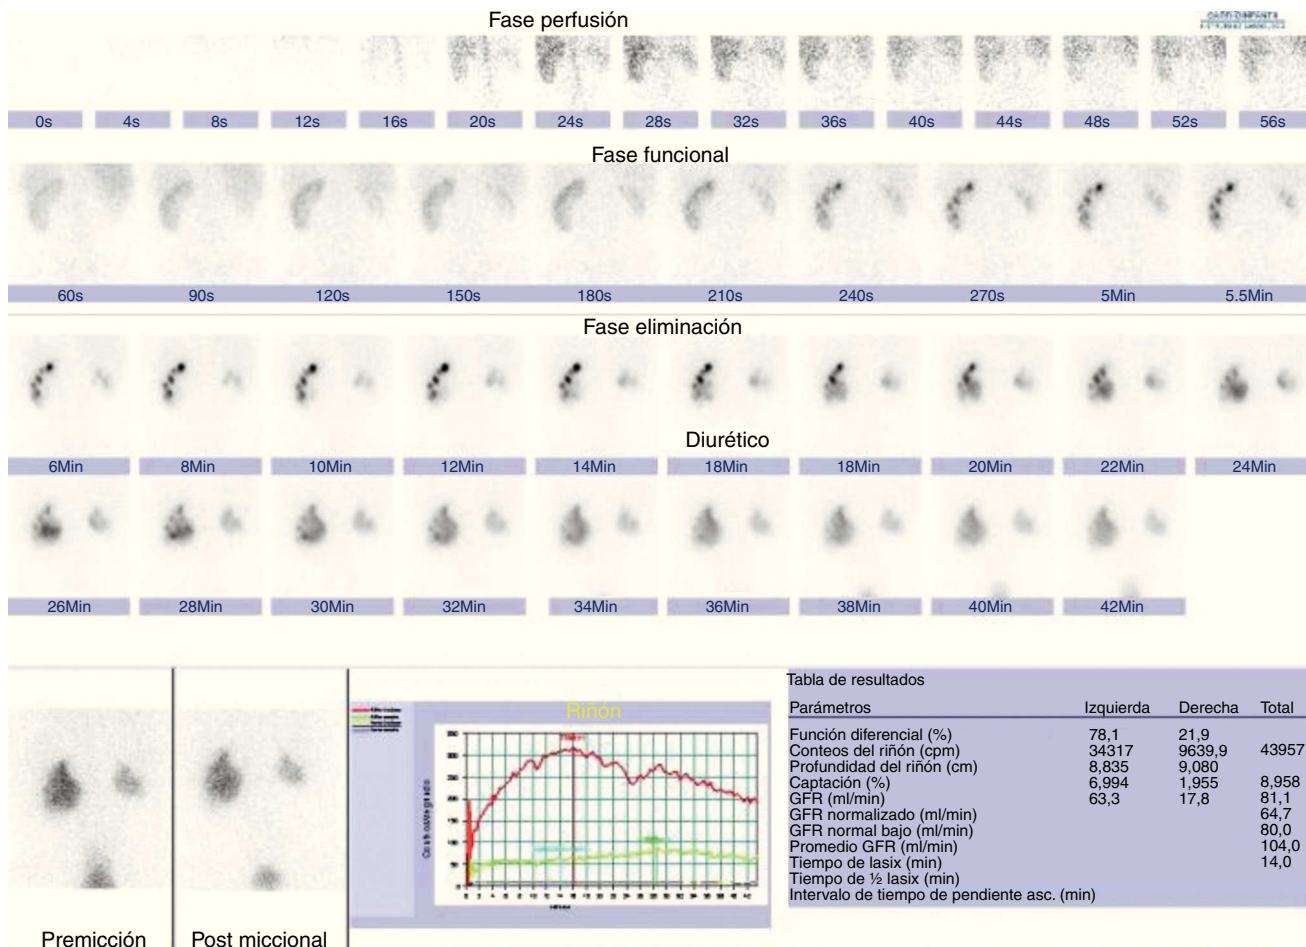 Fase perfusión
0s 4s 8s 12s 16s 20s 24s 28s 32s 36s 40s 44s 48s 52s 56s
Fase funcional
60s 90s 120s 150s 180s 210s 240s 270s 5Min 5.5Min
Fase eliminación
Diurético
6Min 8Min 10Min 12Min 14Min 18Min 18Min 20Min 22Min 24Min
26Min 28Min 30Min 32Min 34Min 36Min 38Min 40Min 42Min
Premicción Post miccional
Riñón
Tabla de resultados
Parámetros Izquierda Derecha Total
Función diferencial (%) 78,1 21,9
Conteos del riñón (cpm) 34317 9639,9 43957
Profundidad del riñón (cm) 8,835 9,080
Captación (%) 6,994 1,955 8,958
GFR (ml/min) 63,3 17,8 81,1
GFR normalizado (ml/min) 64,7
GFR normal bajo (ml/min) 80,0
Promedio GFR (ml/min) 104,0
Tiempo de lasix (min) 14,0
Tiempo de ½ lasix (min)
Intervalo de tiempo de pendiente asc. (min)